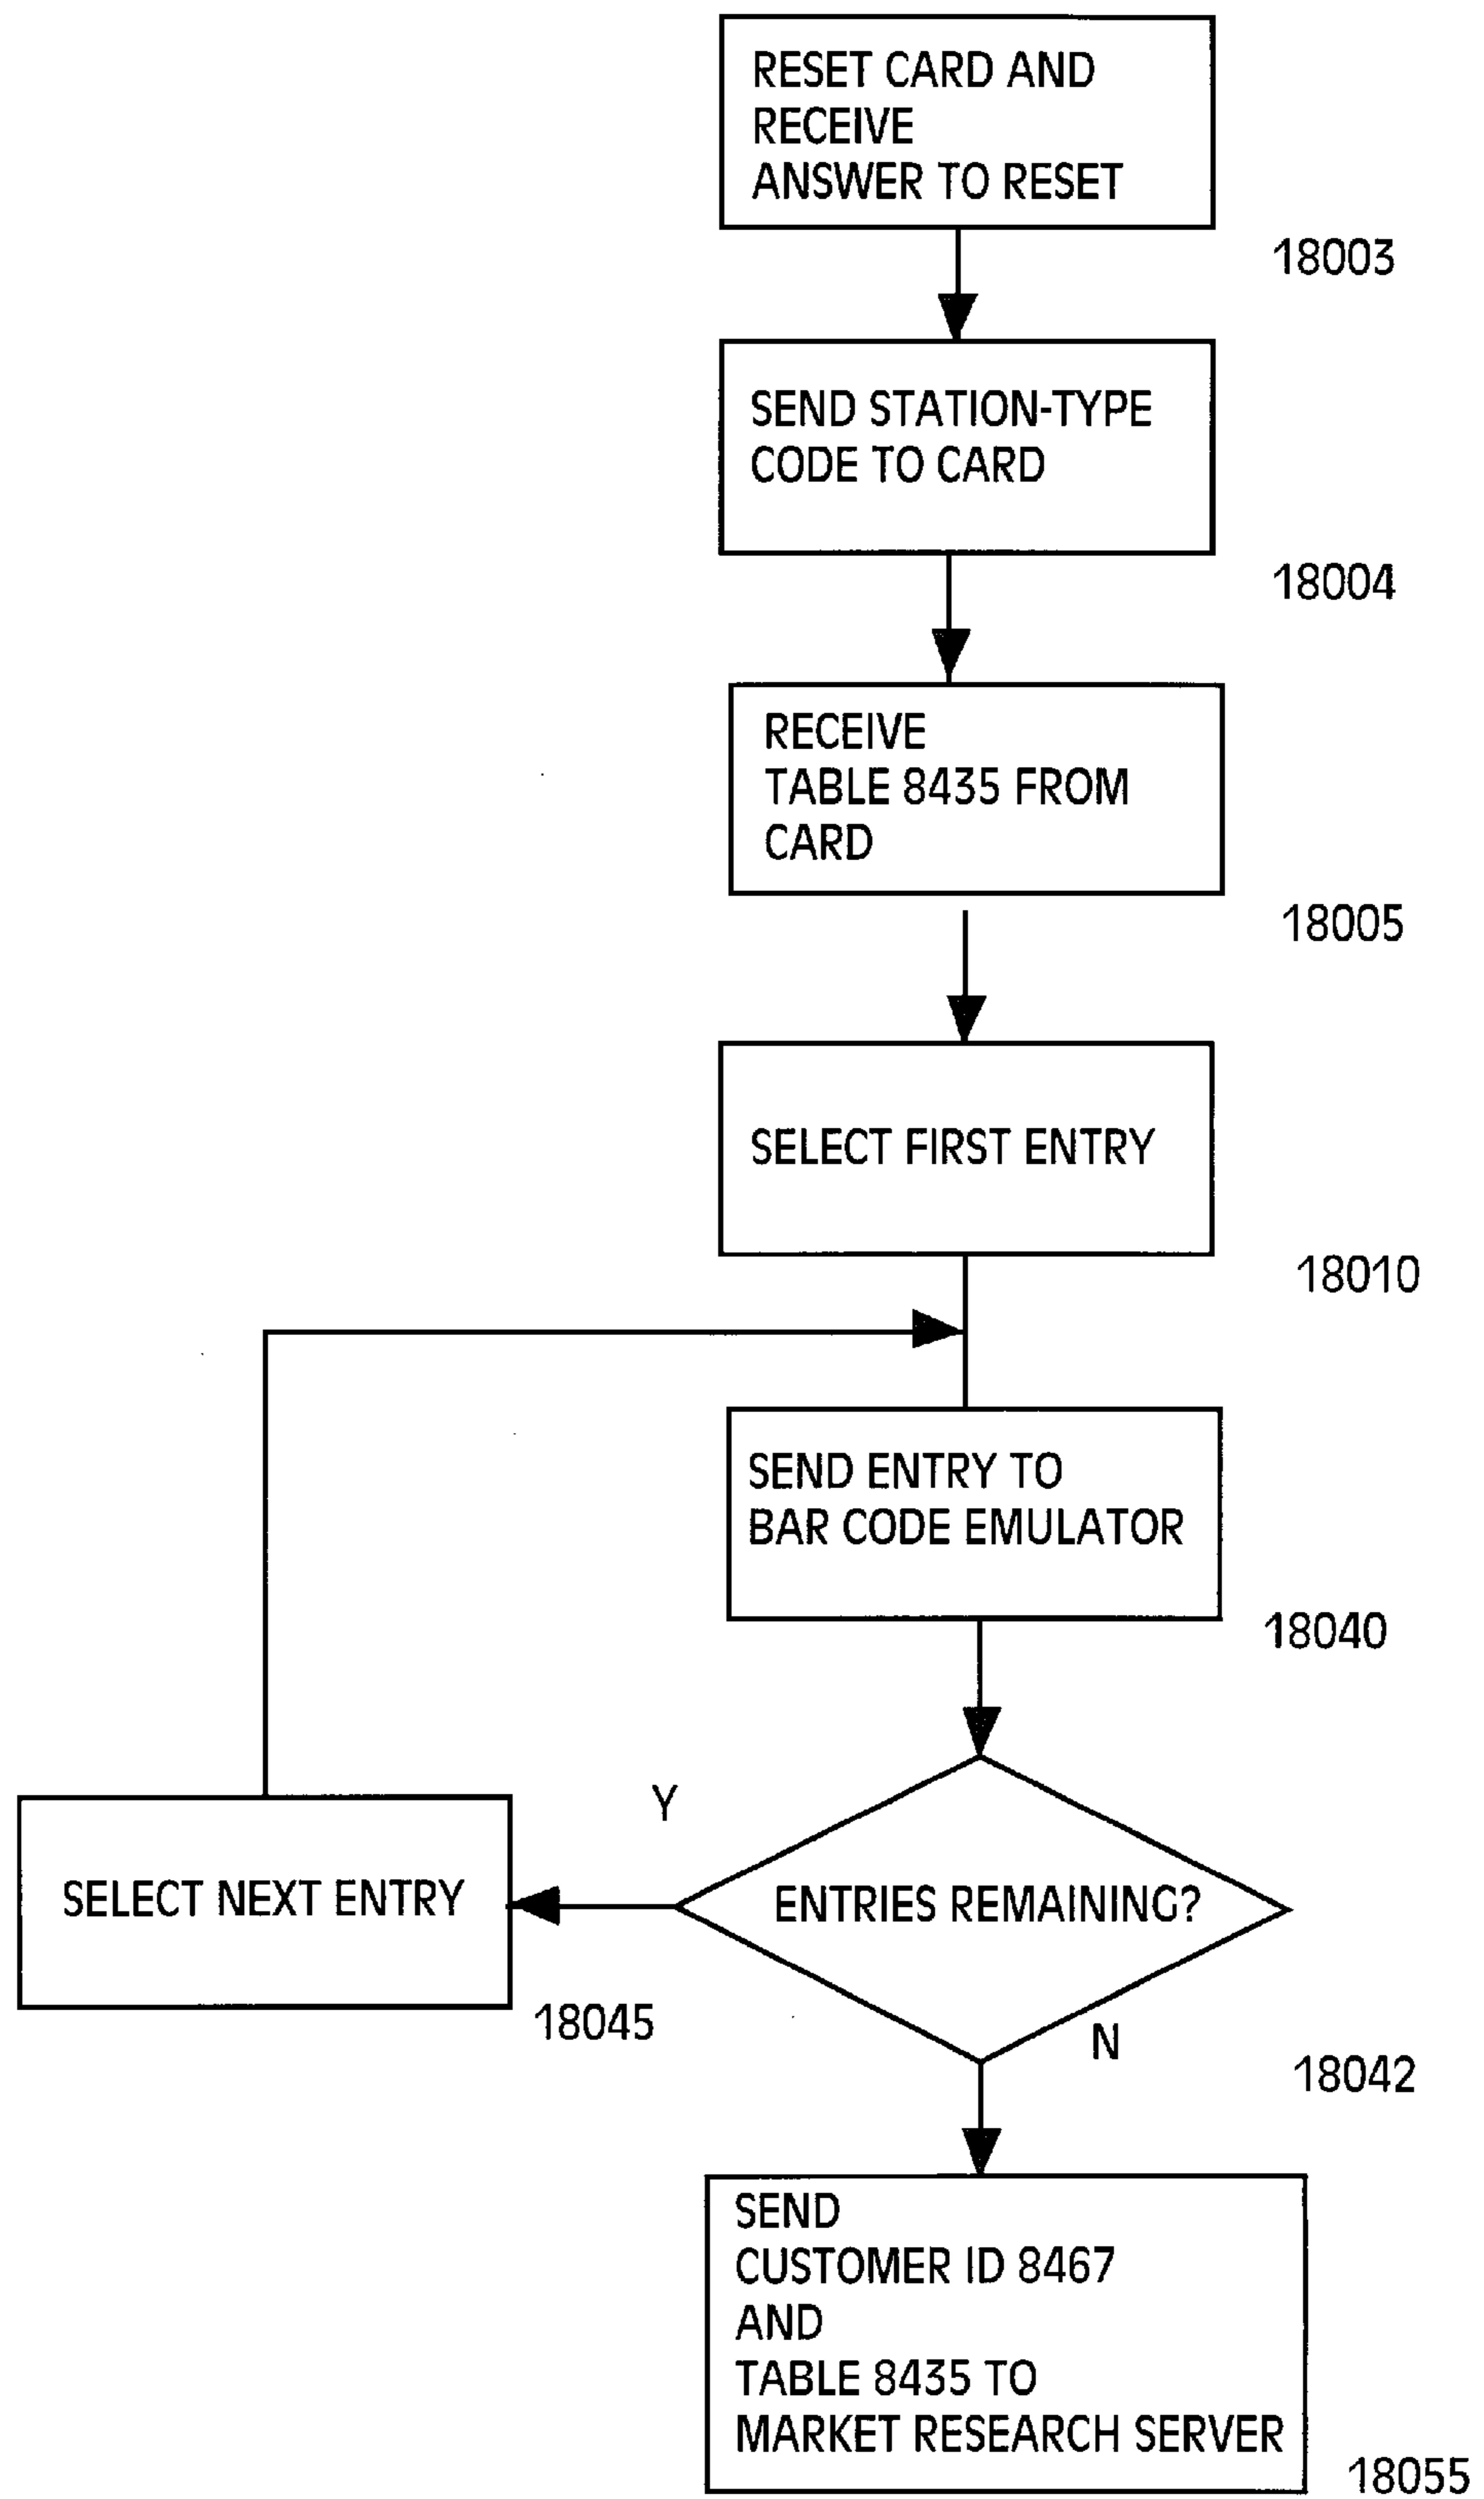 RESET CARD AND
RECEIVE
ANSWER TO RESET
18003
SEND STATION-TYPE
CODE TO CARD
18004
RECEIVE
TABLE 8435 FROM
CARD
18005
SELECT FIRST ENTRY
18010
SEND ENTRY TO
BAR CODE EMULATOR
18040
Y
ENTRIES REMAINING?
SELECT NEXT ENTRY
18045
N
18042
SEND
CUSTOMER ID 8467
AND
TABLE 8435 TO
MARKET RESEARCH SERVER
18055